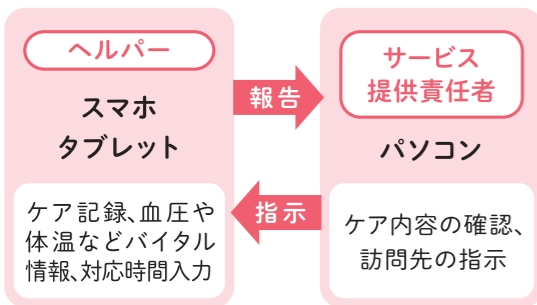 ヘルパー
スマホ
タブレット
ケア記録、血圧や
体温などバイタル
情報、対応時間入力
報告
指示
サービス
提供責任者
パソコン
ケア内容の確認、
訪問先の指示